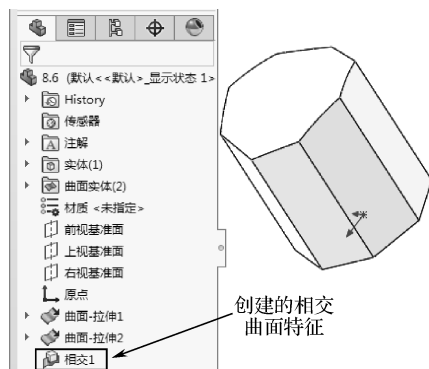 8.6 (默认<<默认>_显示状态 1>
History
传感器
注解
实体(1)
曲面实体(2)
材质 <未指定>
前视基准面
上视基准面
右视基准面
原点
曲面-拉伸1
曲面-拉伸2
相交1
创建的相交
曲面特征